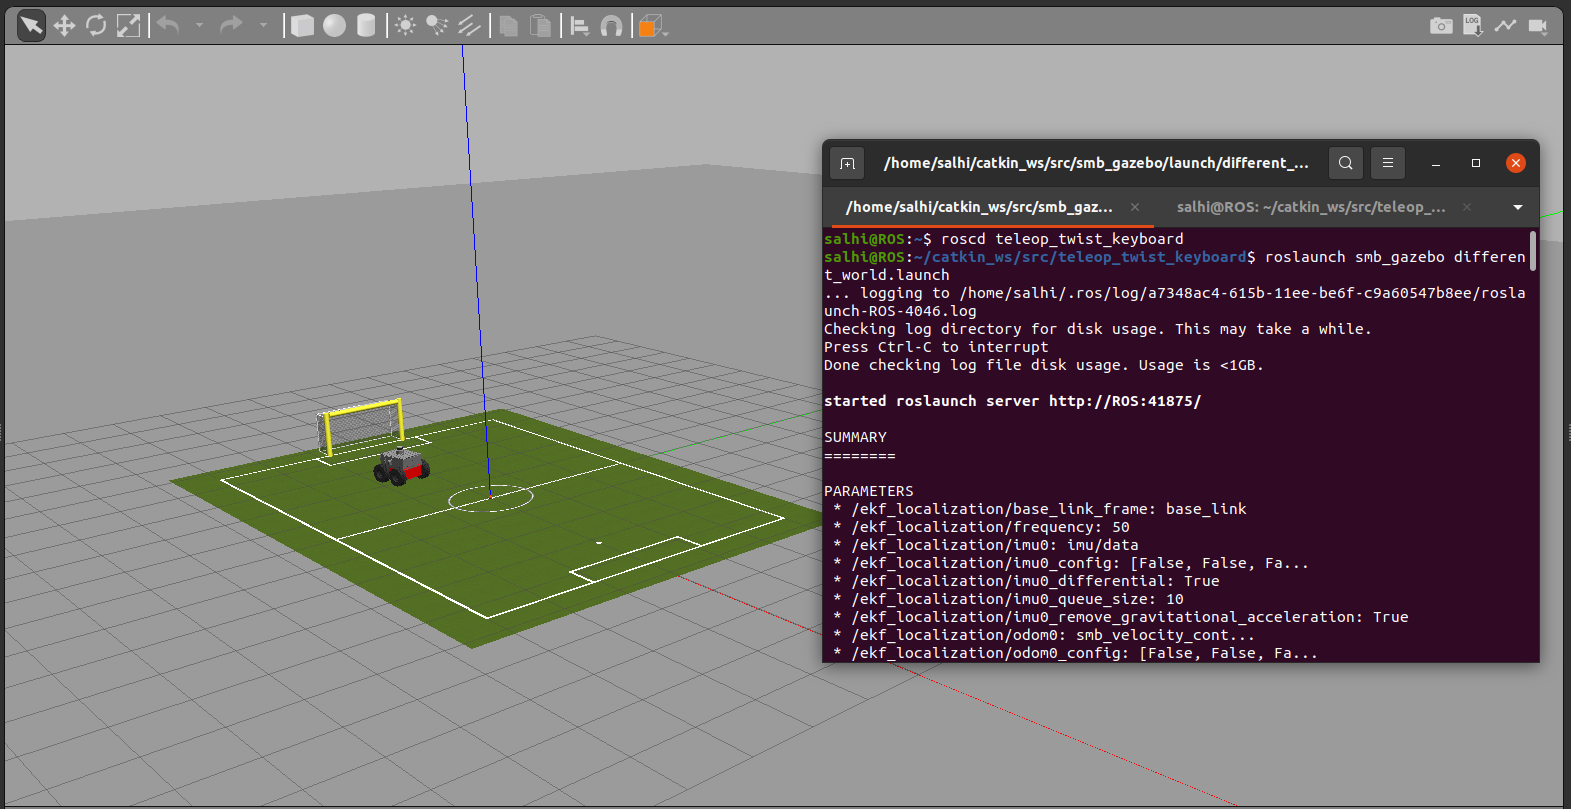 LOG
/home/salhi/catkin_ws/src/smb_gazebo/launch/different_...
/home/salhi/catkin_ws/src/smb_gaz...
salhi@ROS: ~/catkin_ws/src/teleop_...
salhi@ROS:~$ roscd teleop_twist_keyboard
salhi@ROS:~/catkin_ws/src/teleop_twist_keyboard$ roslaunch smb_gazebo differen
t_world.launch
... logging to /home/salhi/.ros/log/a7348ac4-615b-11ee-be6f-c9a60547b8ee/rosla
unch-ROS-4046.log
Checking log directory for disk usage. This may take a while.
Press Ctrl-C to interrupt
Done checking log file disk usage. Usage is <1GB.
started roslaunch server http://ROS:41875/
SUMMARY
========
PARAMETERS
* /ekf_localization/base_link_frame: base_link
* /ekf_localization/frequency: 50
* /ekf_localization/imu0: imu/data
* /ekf_localization/imu0_config: [False, False, Fa...
* /ekf_localization/imu0_differential: True
* /ekf_localization/imu0_queue_size: 10
* /ekf_localization/imu0_remove_gravitational_acceleration: True
* /ekf_localization/odom0: smb_velocity_cont...
* /ekf_localization/odom0_config: [False, False, Fa...